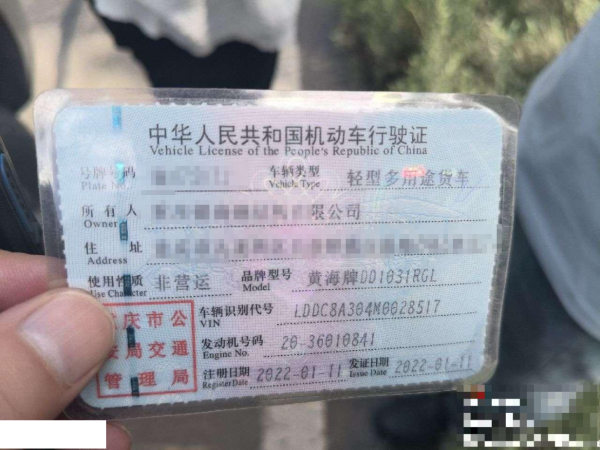 中华人民共和国机动车行驶证
Vehicle License of the People's Republic of China
号牌号码
Plate No.
车辆类型 轻型多用途货车
Vehicle Type
所有人 限公司
Owner
住址
Address
使用性质 非营运 品牌型号 黄海牌DD1031RGL
Use Character Model
庆市公
安局交通
管理局
车辆识别代号 LDDC8A304M0028517
VIN
发动机号码 20-36010841
Engine No.
注册日期 2022-01-11 发证日期 2022-01-11
Register Date Issue Date